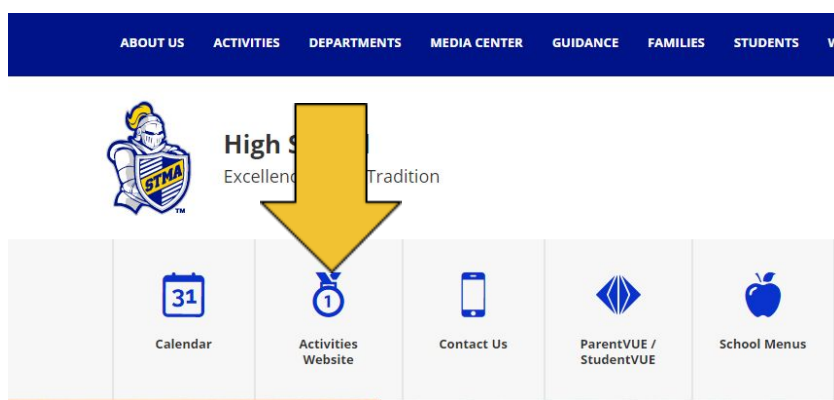 ABOUT US ACTIVITIES DEPARTMENTS MEDIA CENTER GUIDANCE FAMILIES STUDENTS
High
Tradition
STMA
TM
31
1
Calendar
Activities
Website
Contact Us
ParentVUE /
StudentVUE
School Menus